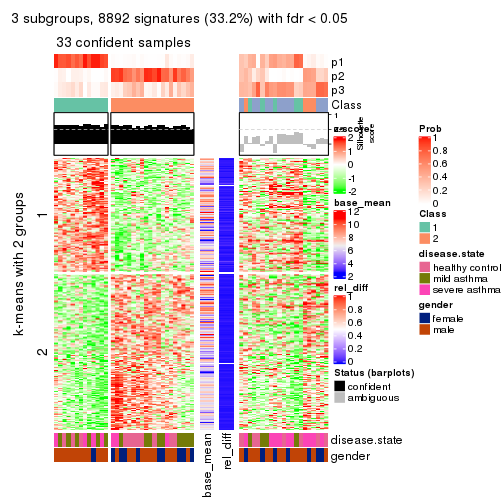 3 subgroups, 8892 signatures (33.2%) with fdr < 0.05
33 confident samples
p1
p2
p3
Class
1
Silhouette
score
z-score
2
1
0
-1
-2
base_mean
12
10
8
6
4
2
rel_diff
1
0.8
0.6
0.4
0.2
0
Status (barplots)
confident
ambiguous
Prob
1
0.8
0.6
0.4
0.2
0
Class
1
2
disease.state
healthy control
mild asthma
severe asthma
gender
female
male
k-means with 2 groups
1
2
disease.state
gender
base_mean
rel_diff